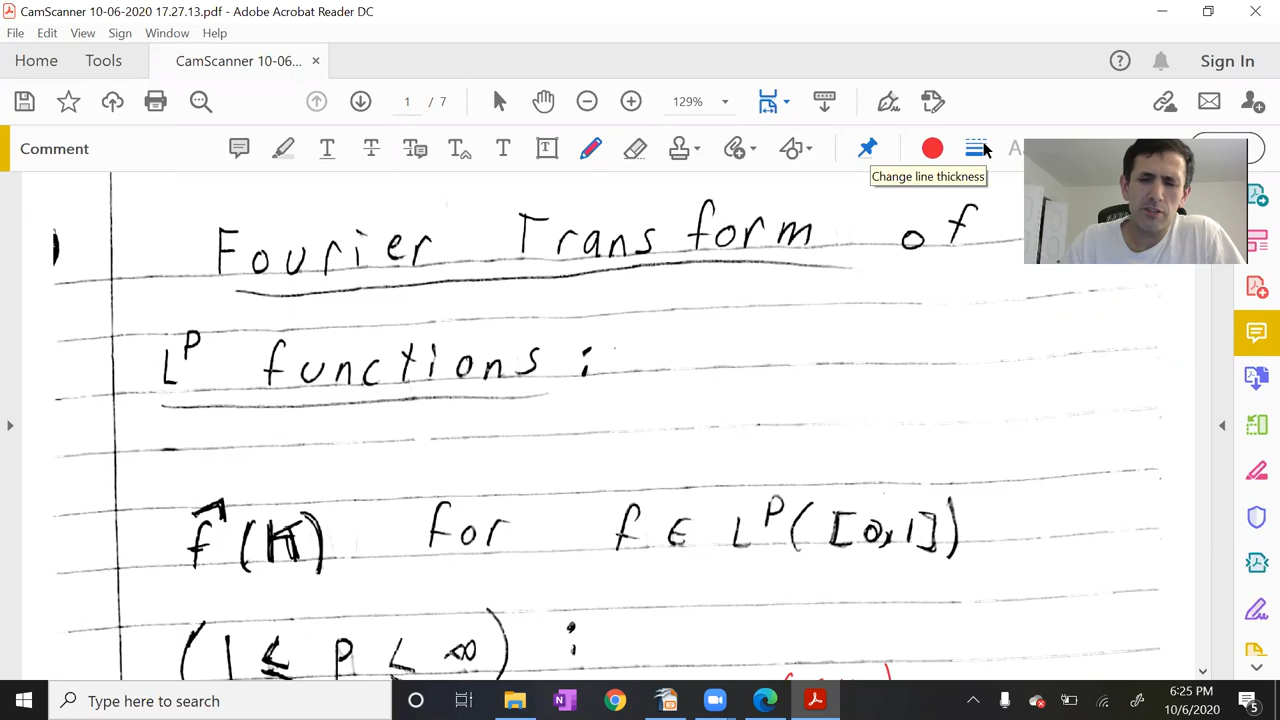 CamScanner 10-06-2020 17.27.13.pdf - Adobe Acrobat Reader DC
File Edit View Sign Window Help
Home Tools CamScanner 10-06... × Sign In
1 / 7 129%
Comment
Change line thickness
1 Fourier Transform of
L^P functions :
f̂(k) for f ∈ L^P([0,1])
(1 ≤ P < ∞) :
Type here to search
6:25 PM
10/6/2020
5